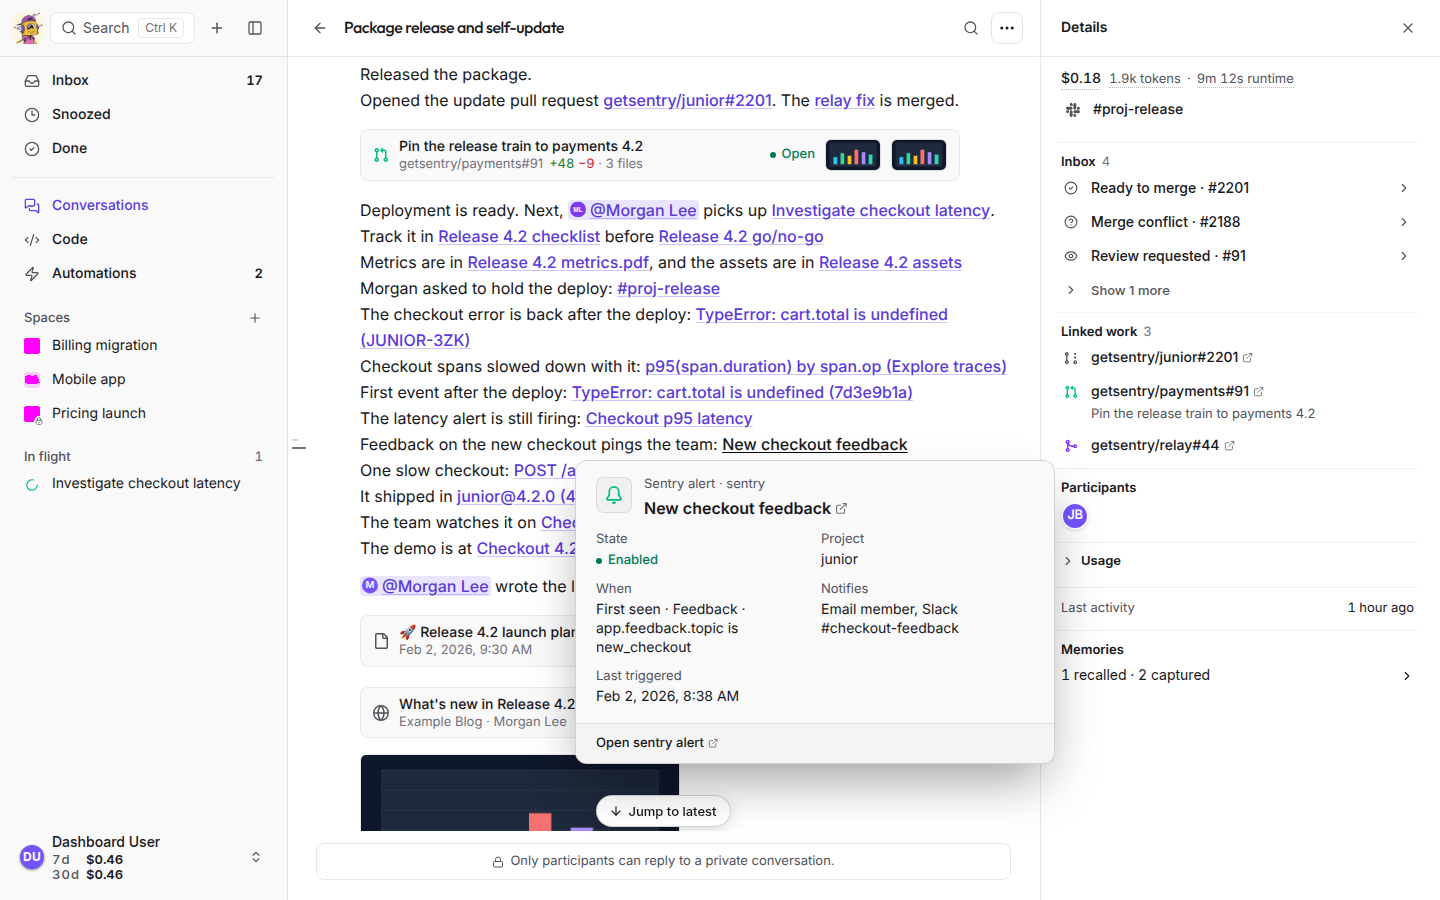 Search Ctrl K
Inbox 17
Snoozed
Done
Conversations
Code
Automations 2
Spaces
Billing migration
Mobile app
Pricing launch
In flight 1
Investigate checkout latency
DU Dashboard User
7d $0.46
30d $0.46
Package release and self-update
Released the package.
Opened the update pull request getsentry/junior#2201. The relay fix is merged.
Pin the release train to payments 4.2
getsentry/payments#91 +48 −9 · 3 files
Open
Deployment is ready. Next, ML @Morgan Lee picks up Investigate checkout latency.
Track it in Release 4.2 checklist before Release 4.2 go/no-go
Metrics are in Release 4.2 metrics.pdf, and the assets are in Release 4.2 assets
Morgan asked to hold the deploy: #proj-release
The checkout error is back after the deploy: TypeError: cart.total is undefined
(JUNIOR-3ZK)
Checkout spans slowed down with it: p95(span.duration) by span.op (Explore traces)
First event after the deploy: TypeError: cart.total is undefined (7d3e9b1a)
The latency alert is still firing: Checkout p95 latency
Feedback on the new checkout pings the team: New checkout feedback
One slow checkout: POST /a
It shipped in junior@4.2.0 (4
The team watches it on Chec
The demo is at Checkout 4.2
M @Morgan Lee wrote the l
🚀 Release 4.2 launch plan
Feb 2, 2026, 9:30 AM
What's new in Release 4.2
Example Blog · Morgan Lee
Sentry alert · sentry
New checkout feedback
State
Enabled
Project
junior
When
First seen · Feedback ·
app.feedback.topic is
new_checkout
Notifies
Email member, Slack
#checkout-feedback
Last triggered
Feb 2, 2026, 8:38 AM
Open sentry alert
Jump to latest
Only participants can reply to a private conversation.
Details
$0.18 1.9k tokens · 9m 12s runtime
#proj-release
Inbox 4
Ready to merge · #2201
Merge conflict · #2188
Review requested · #91
Show 1 more
Linked work 3
getsentry/junior#2201
getsentry/payments#91
Pin the release train to payments 4.2
getsentry/relay#44
Participants
JB
Usage
Last activity 1 hour ago
Memories
1 recalled · 2 captured